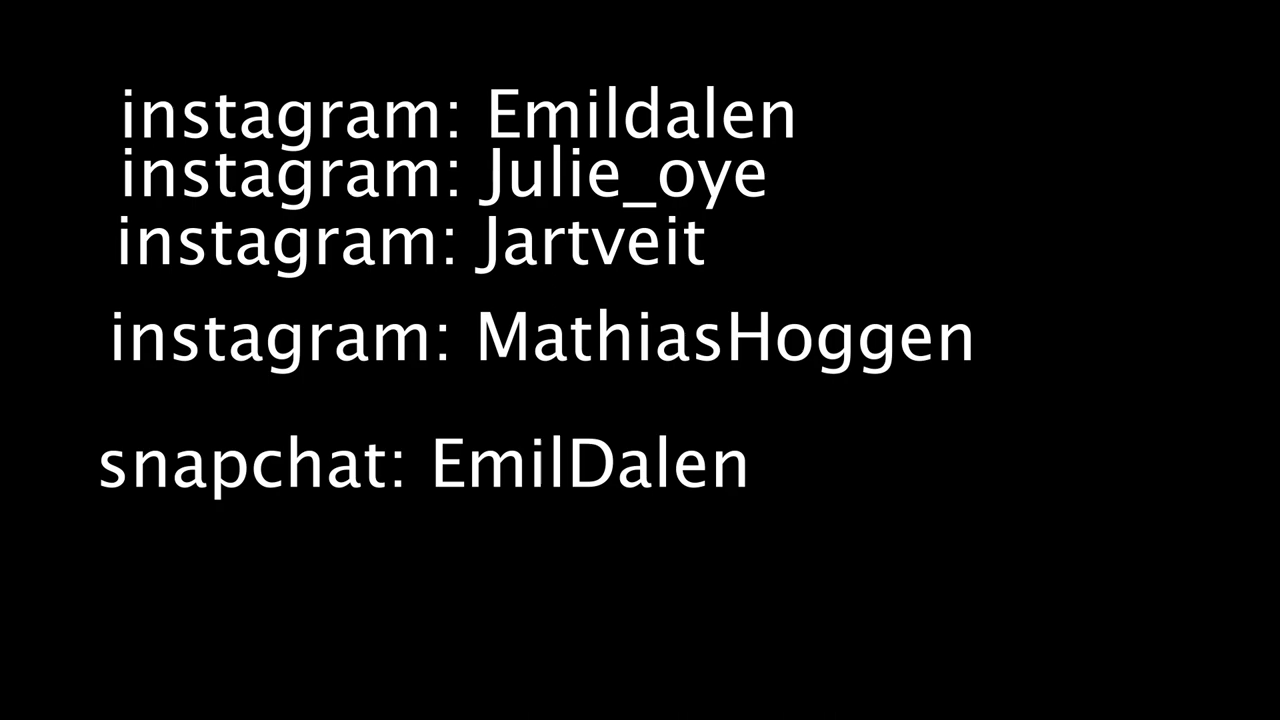 instagram: Emildalen
instagram: Julie_oye
instagram: Jartveit
instagram: MathiasHoggen
snapchat: EmilDalen